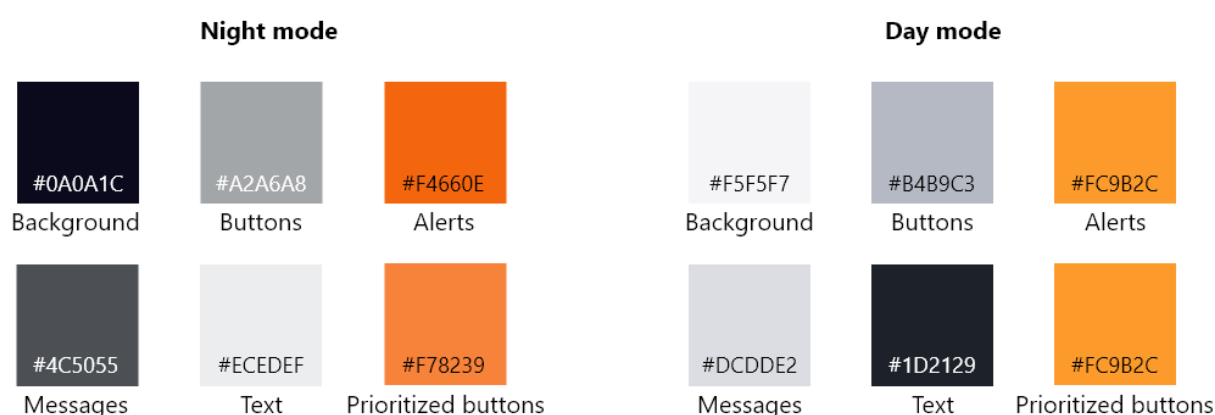 Night mode
Day mode
#0A0A1C
#A2A6A8
#F4660E
#F5F5F7
#B4B9C3
#FC9B2C
Background
Buttons
Alerts
Background
Buttons
Alerts
#4C5055
#ECEDEF
#F78239
#DCDDE2
#1D2129
#FC9B2C
Messages
Text
Prioritized buttons
Messages
Text
Prioritized buttons